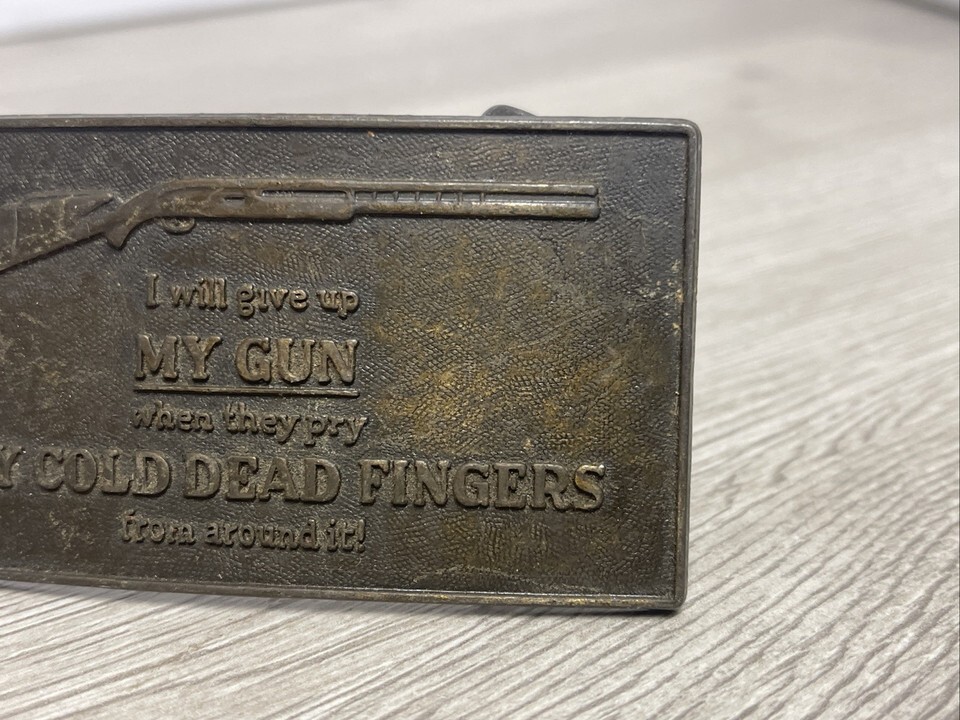 I will give up
MY GUN
when they pry
Y COLD DEAD FINGERS
from around it!